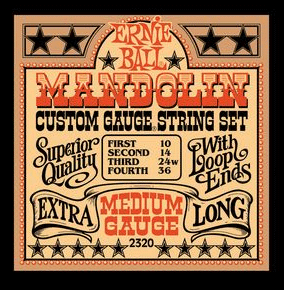 ERNIE
BALL
MANDOLIN
CUSTOM GAUGE STRING SET
Superior
Quality
FIRST 10
SECOND 14
THIRD 24w
FOURTH 36
With
Loop
Ends
EXTRA
MEDIUM
GAUGE
LONG
2320